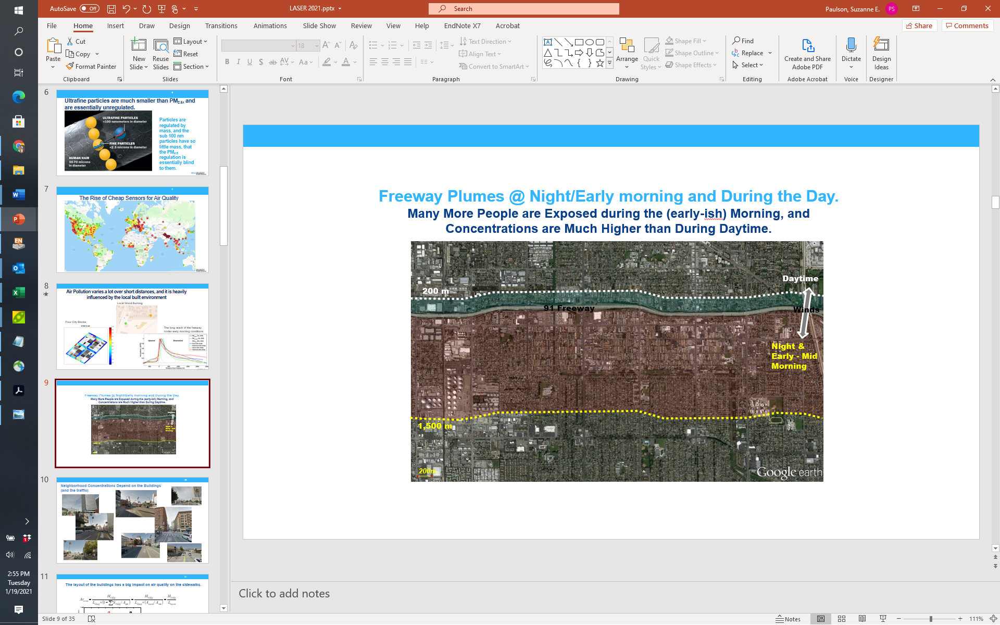 AutoSave Off
LASER 2021.pptx
Search
Paulson, Suzanne E.
PS
File Home Insert Draw Design Transitions Animations Slide Show Review View Help EndNote X7 Acrobat
Share
Comments
Paste
Cut
Copy
Format Painter
Clipboard
New Slide
Reuse Slides
Layout
Reset
Section
Slides
18
Font
Text Direction
Align Text
Convert to SmartArt
Paragraph
Arrange
Quick Styles
Shape Fill
Shape Outline
Shape Effects
Drawing
Find
Replace
Select
Editing
Create and Share
Adobe PDF
Adobe Acrobat
Dictate
Voice
Design
Ideas
Designer
6
Ultrafine particles are much smaller than PM2.5, and
are essentially unregulated.
ULTRAFINE PARTICLES
<100 nanometers in diameter
FINE PARTICLES
<2.5 microns in diameter
HUMAN HAIR
50-70 microns
in diameter
Particles are
regulated by
mass, and the
sub 100 nm
particles have so
little mass, that
the PM2.5
regulation is
essentially blind
to them.
7
The Rise of Cheap Sensors for Air Quality
8
Air Pollution varies a lot over short distances, and it is heavily
influenced by the local built environment
Local Wood Burning
Four City Blocks
The long reach of the freeway
Under early morning conditions
Upwind
Downwind
9
Freeway Plumes @ Night/Early morning and During the Day.
Many More People are Exposed during the (early-ish) Morning, and
Concentrations are Much Higher than During Daytime.
10
Neighborhood Concentrations Depend on the Buildings
(and the traffic)
11
The layout of the buildings has a big impact on air quality on the sidewalks.
Freeway Plumes @ Night/Early morning and During the Day.
Many More People are Exposed during the (early-ish) Morning, and
Concentrations are Much Higher than During Daytime.
Daytime
200 m
91 Freeway
Winds
Night &
Early - Mid
Morning
1,500 m
200m
Google earth
Click to add notes
2:55 PM
Tuesday
1/19/2021
Slide 9 of 35
Notes
111%